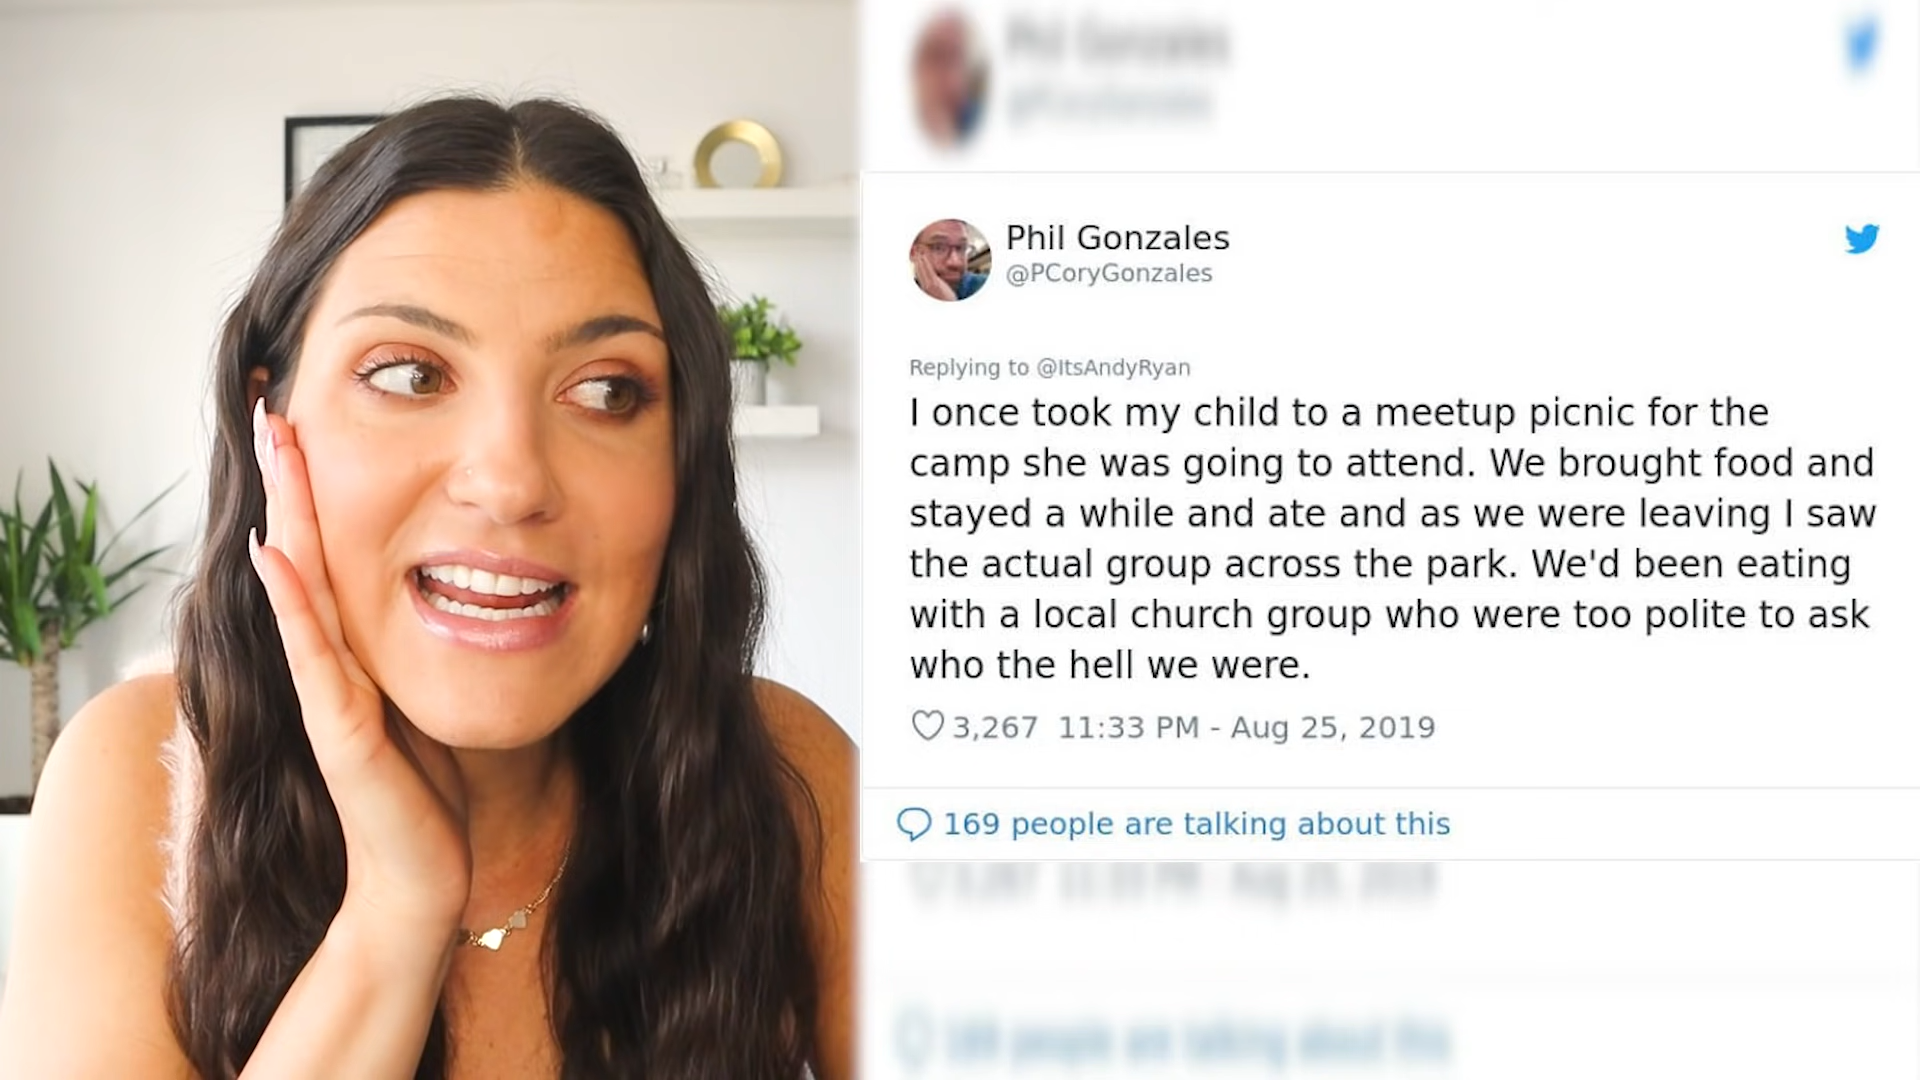 Phil Gonzales
@PCoryGonzales
Replying to @ItsAndyRyan
I once took my child to a meetup picnic for the
camp she was going to attend. We brought food and
stayed a while and ate and as we were leaving I saw
the actual group across the park. We'd been eating
with a local church group who were too polite to ask
who the hell we were.
3,267 11:33 PM - Aug 25, 2019
169 people are talking about this